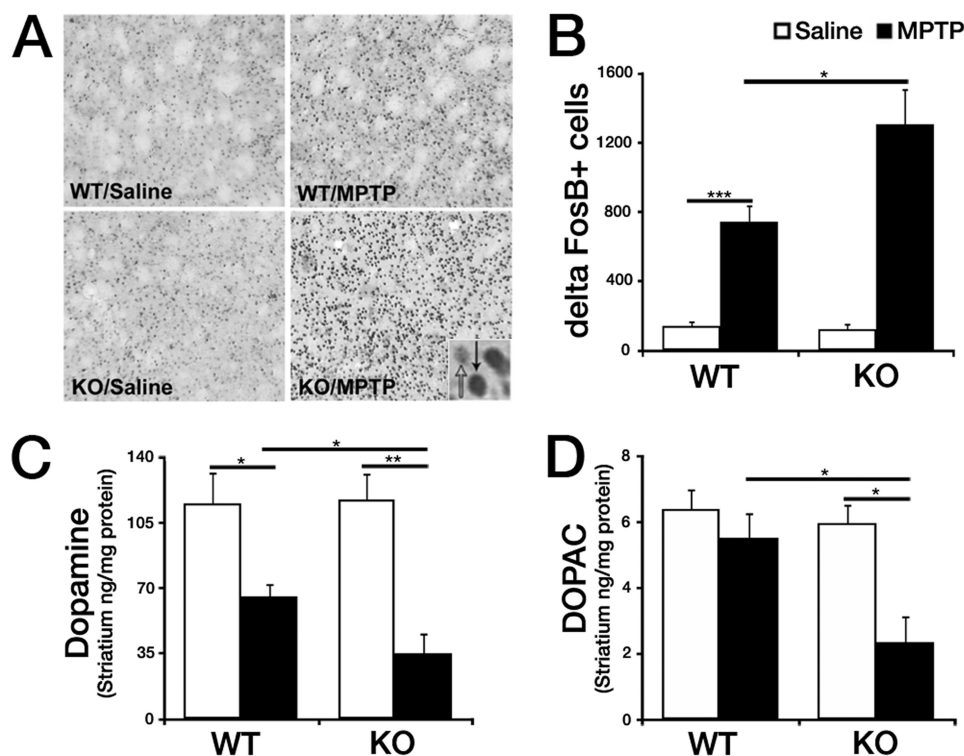 A
WT/Saline
WT/MPTP
KO/Saline
KO/MPTP
B
Saline MPTP
delta FosB+ cells
1600
1200
800
400
0
*
***
WT KO
C
Dopamine
(Striatium ng/mg protein)
140
105
70
35
0
*
*
**
WT KO
D
DOPAC
(Striatium ng/mg protein)
8
6
4
2
0
*
*
WT KO